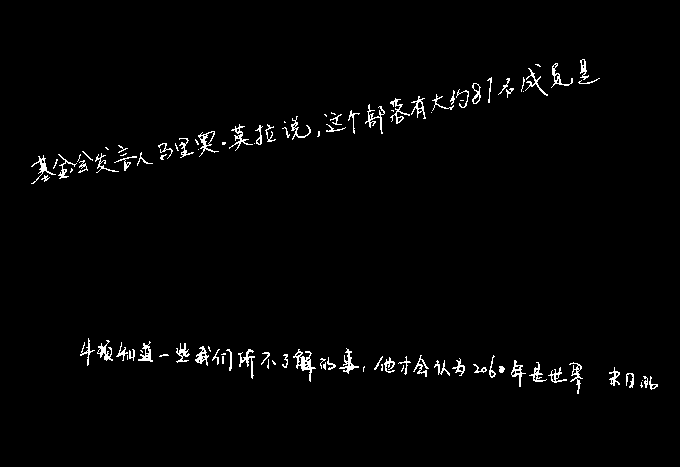 基金会发言人马里奥·莫拉说,这个部落有大约87名成员是
牛顿知道一些我们所不了解的事,他才会认为2060年是世界 末日的